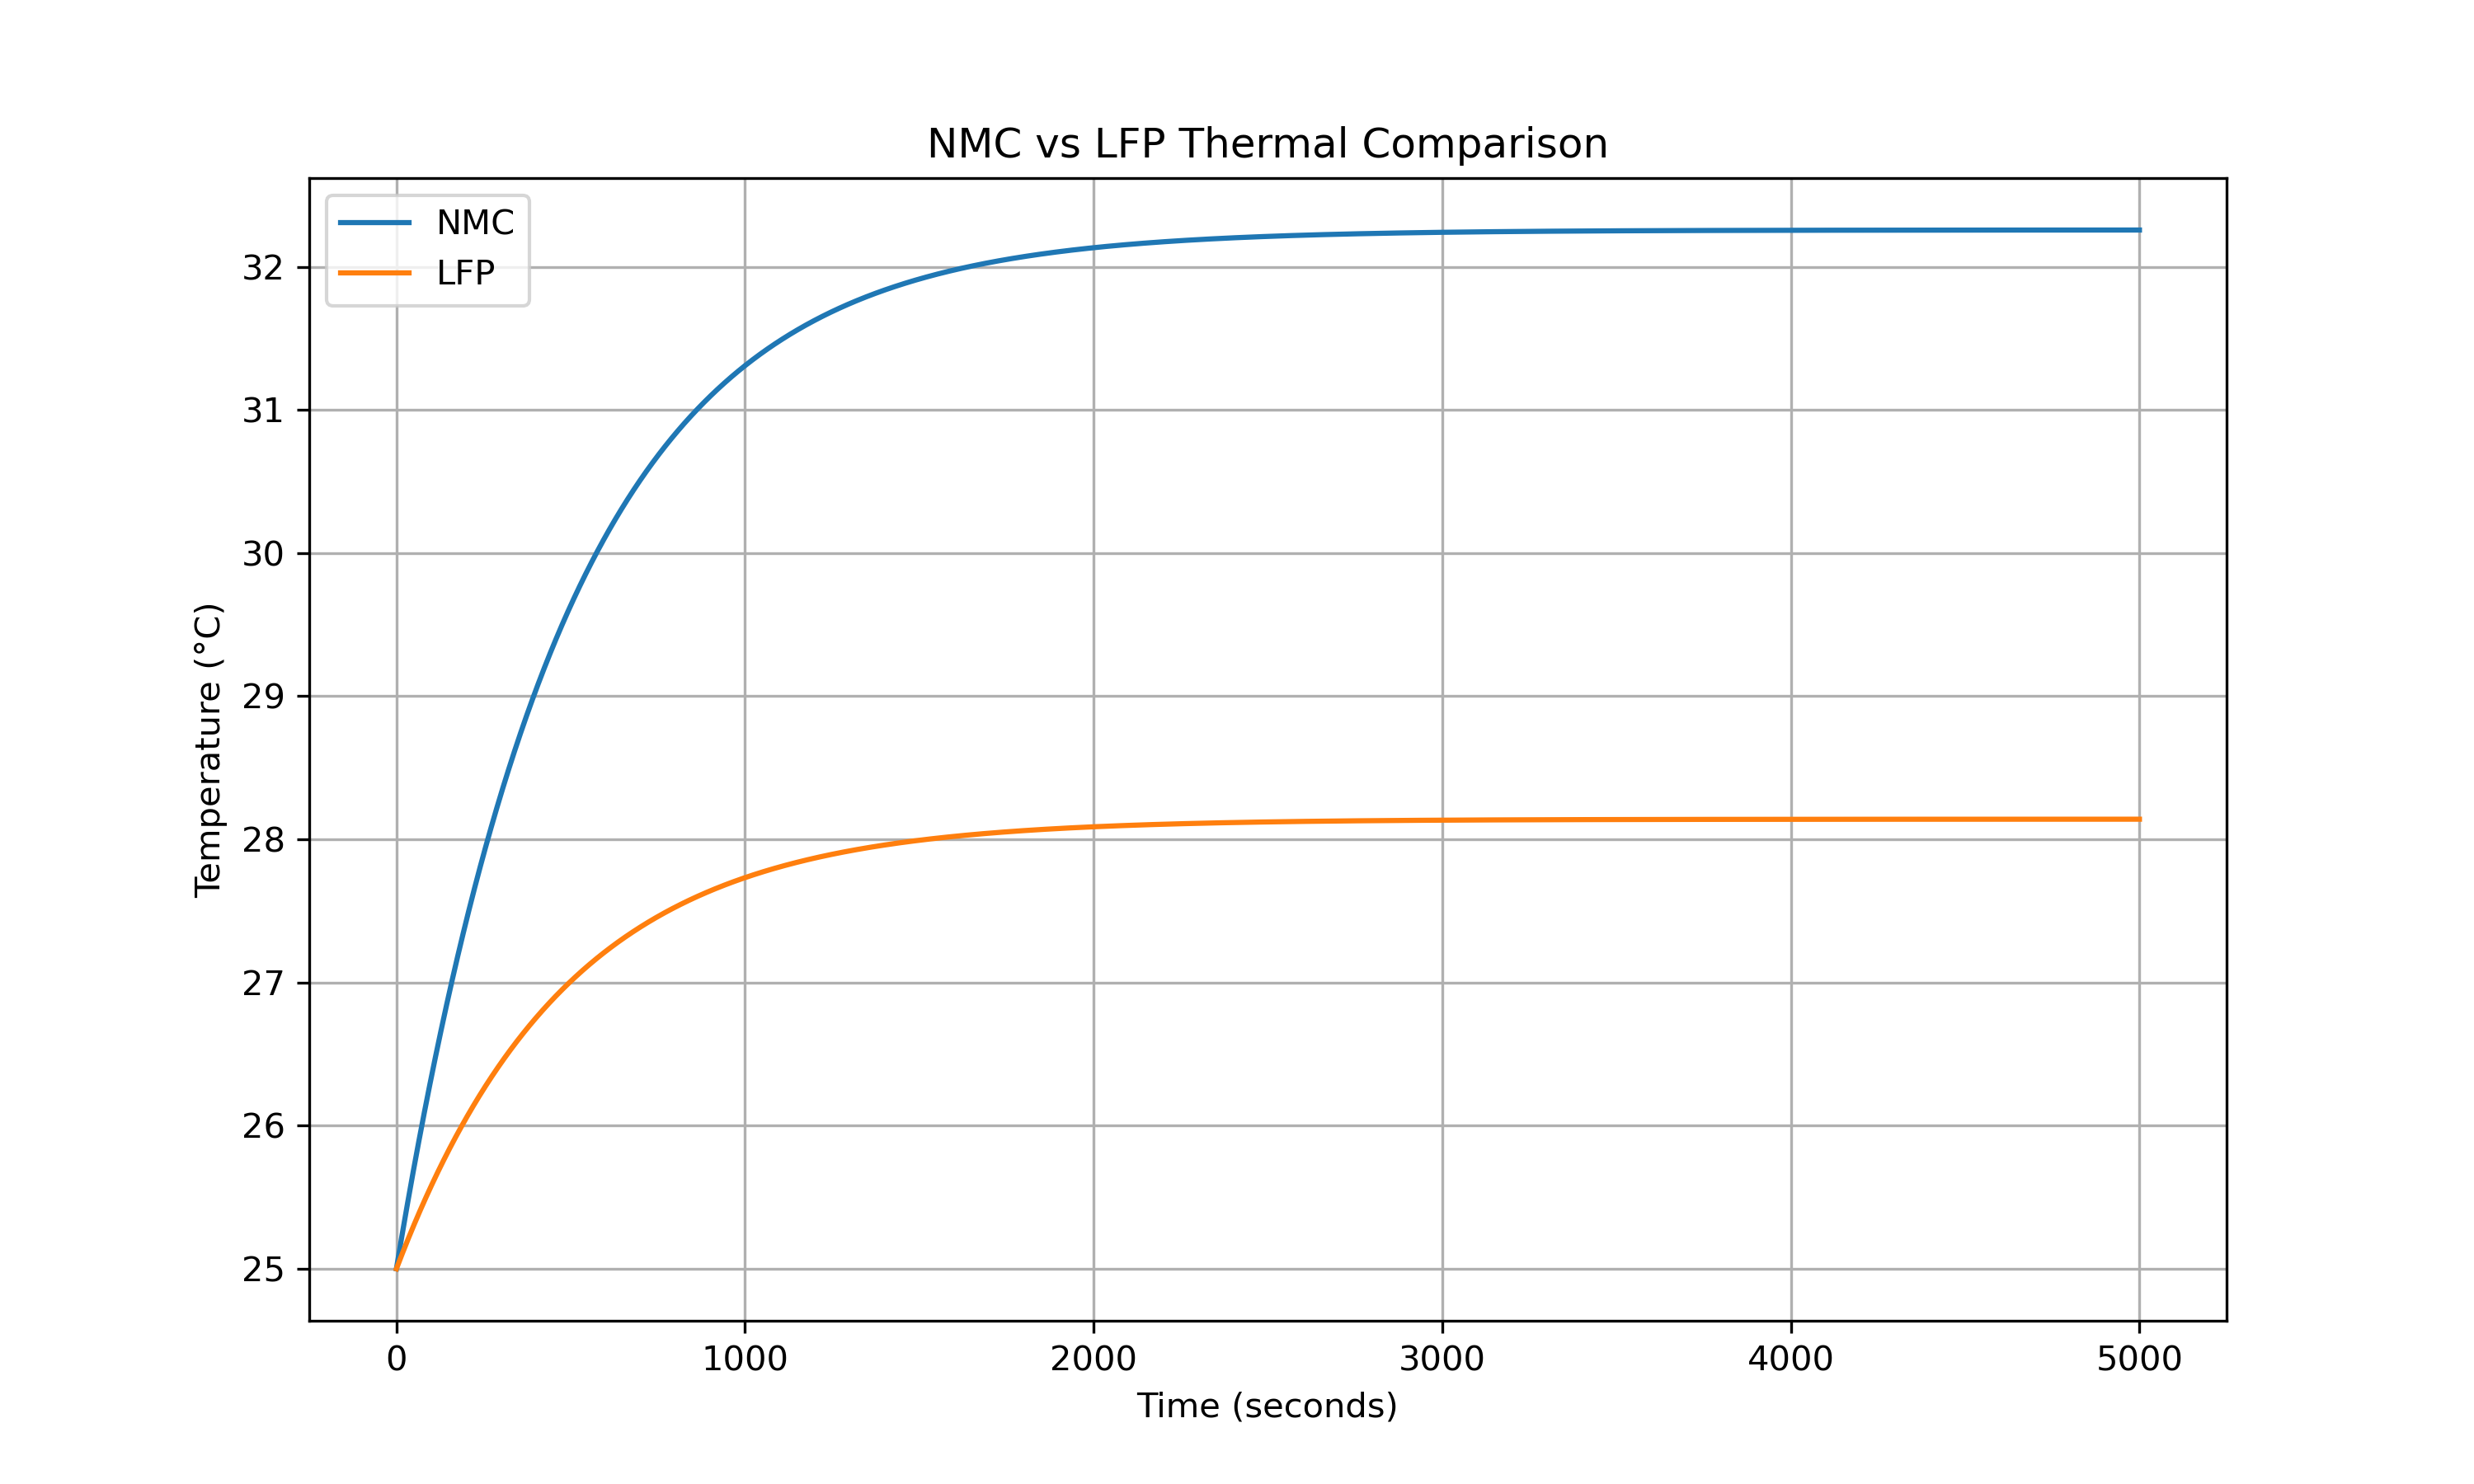 NMC vs LFP Thermal Comparison
NMC
LFP
Temperature (°C)
32
31
30
29
28
27
26
25
0 1000 2000 3000 4000 5000
Time (seconds)